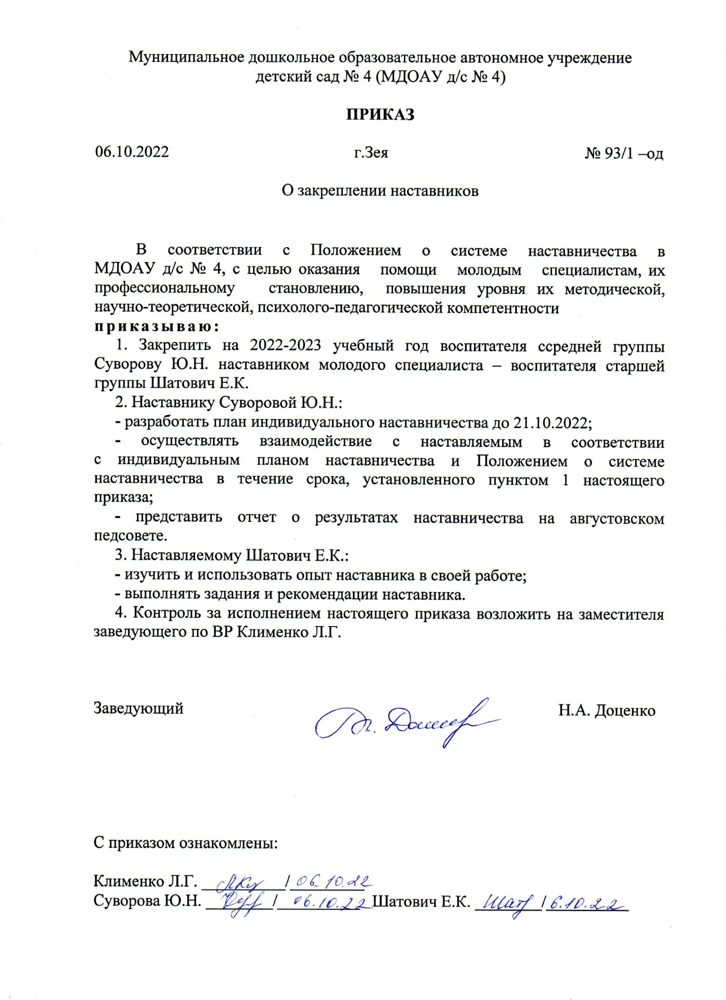 Муниципальное дошкольное образовательное автономное учреждение
детский сад № 4 (МДОАУ д/с № 4)
ПРИКАЗ
06.10.2022 г.Зея № 93/1 –од
О закреплении наставников
В соответствии с Положением о системе наставничества в
МДОАУ д/с № 4, с целью оказания помощи молодым специалистам, их
профессиональному становлению, повышения уровня их методической,
научно-теоретической, психолого-педагогической компетентности
приказываю:
1. Закрепить на 2022-2023 учебный год воспитателя ссредней группы
Суворову Ю.Н. наставником молодого специалиста – воспитателя старшей
группы Шатович Е.К.
2. Наставнику Суворовой Ю.Н.:
- разработать план индивидуального наставничества до 21.10.2022;
- осуществлять взаимодействие с наставляемым в соответствии
с индивидуальным планом наставничества и Положением о системе
наставничества в течение срока, установленного пунктом 1 настоящего
приказа;
- представить отчет о результатах наставничества на августовском
педсовете.
3. Наставляемому Шатович Е.К.:
- изучить и использовать опыт наставника в своей работе;
- выполнять задания и рекомендации наставника.
4. Контроль за исполнением настоящего приказа возложить на заместителя
заведующего по ВР Клименко Л.Г.
Заведующий Н.А. Доценко
С приказом ознакомлены:
Клименко Л.Г. / 06.10.22
Суворова Ю.Н. / 06.10.22 Шатович Е.К. / 6.10.22